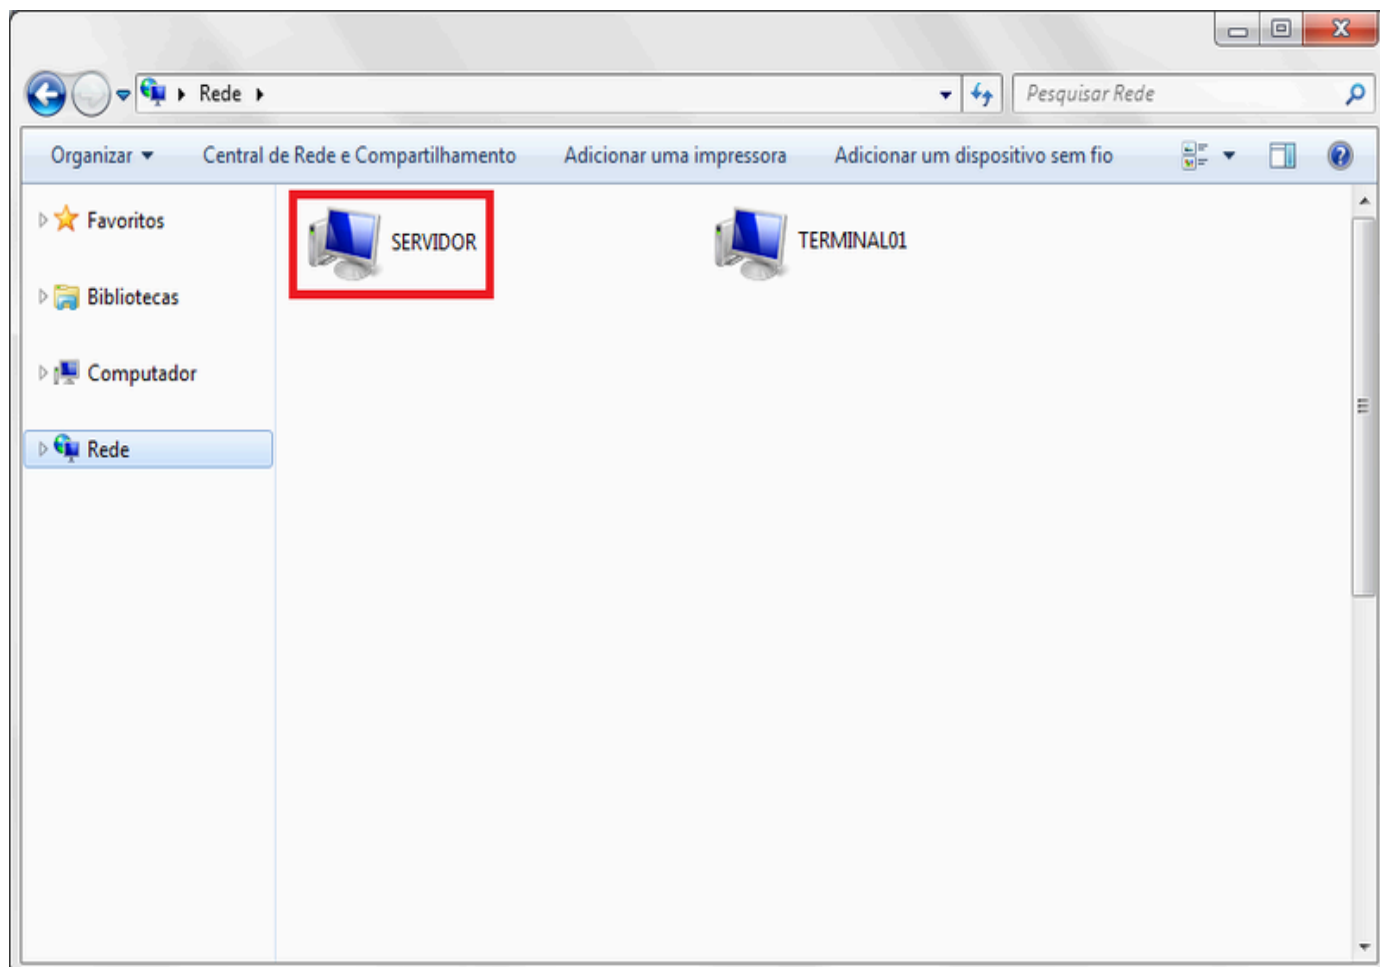 Rede
Pesquisar Rede
Organizar Central de Rede e Compartilhamento Adicionar uma impressora Adicionar um dispositivo sem fio
Favoritos
SERVIDOR
TERMINAL01
Bibliotecas
Computador
Rede